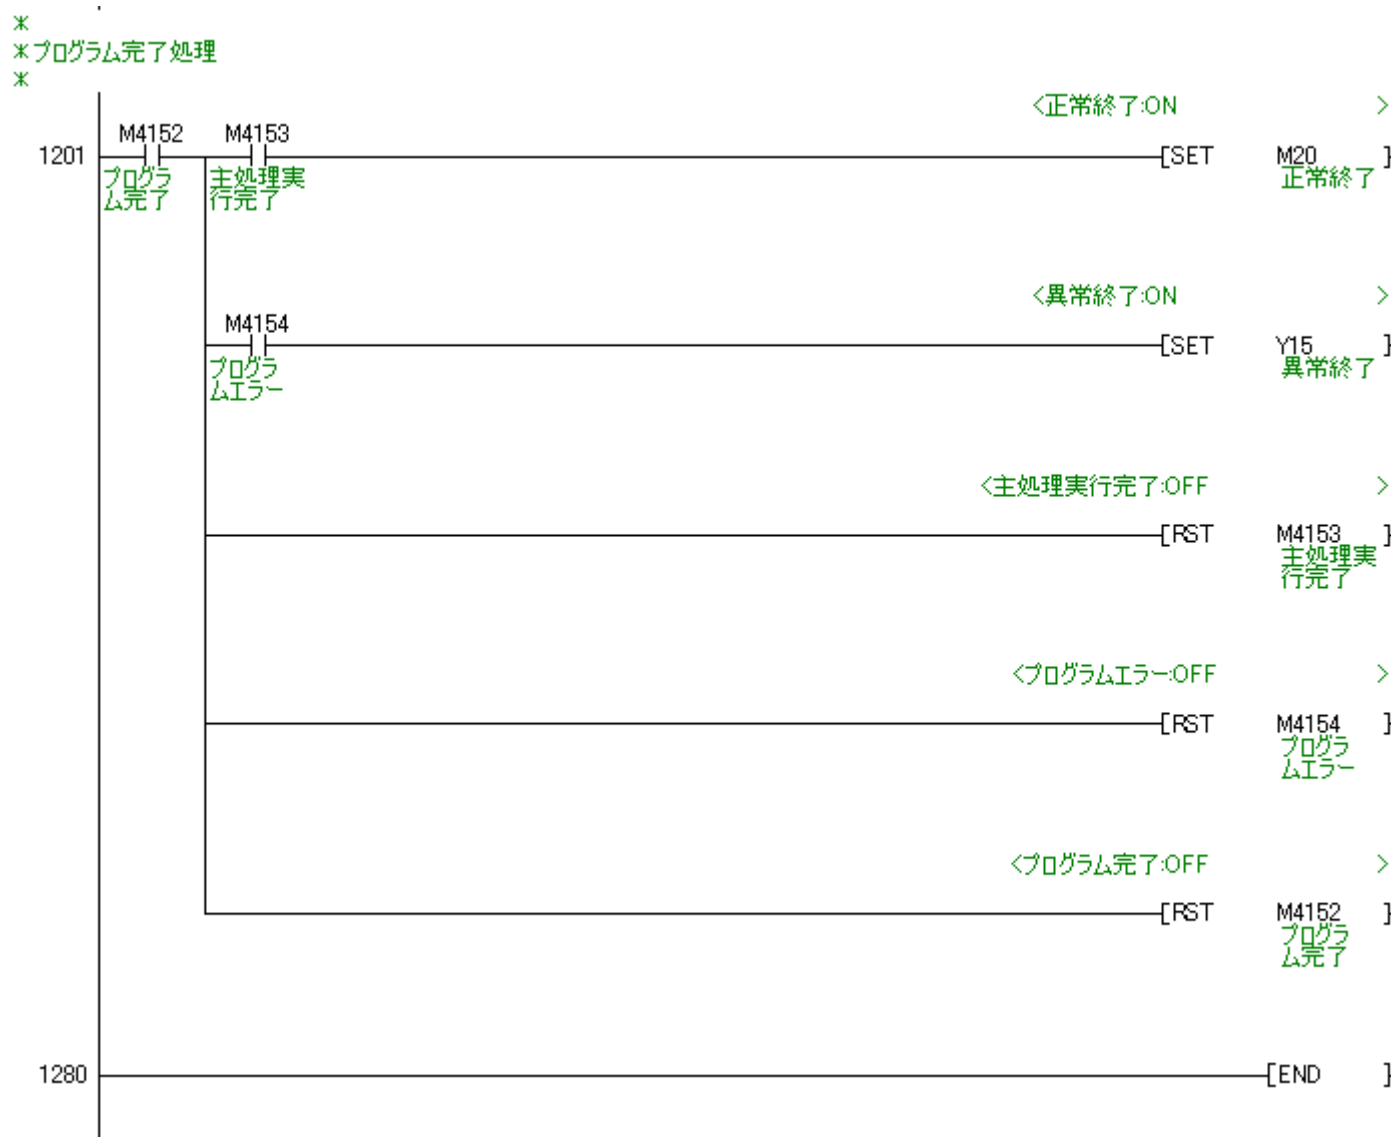 *
*プログラム完了処理
*
<正常終了:ON >
M4152 M4153
1201 [SET M20 ]
プログラ 主処理実 正常終了
ム完了 行完了
<異常終了:ON >
M4154
[SET Y15 ]
プログラ 異常終了
ムエラー
<主処理実行完了:OFF >
[RST M4153 ]
主処理実
行完了
<プログラムエラー:OFF >
[RST M4154 ]
プログラ
ムエラー
<プログラム完了:OFF >
[RST M4152 ]
プログラ
ム完了
1280 [END ]